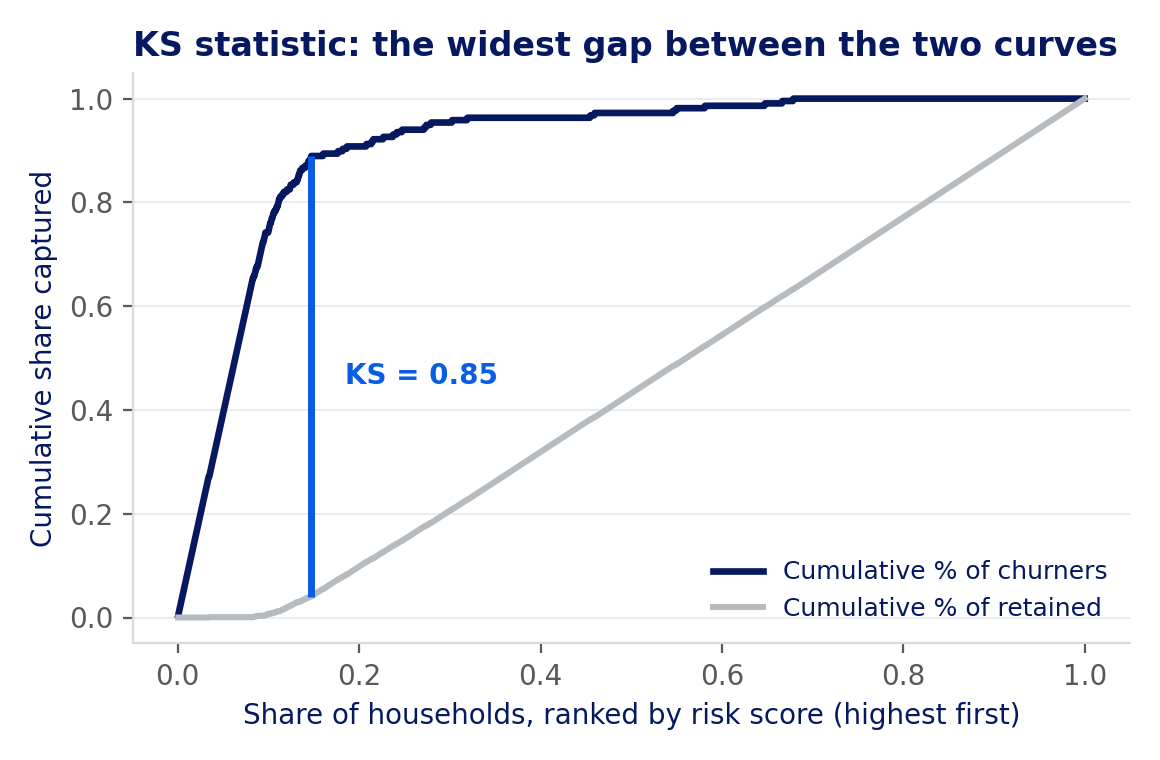 KS statistic: the widest gap between the two curves
Cumulative share captured
1.0
0.8
0.6
0.4
0.2
0.0
KS = 0.85
Cumulative % of churners
Cumulative % of retained
0.0 0.2 0.4 0.6 0.8 1.0
Share of households, ranked by risk score (highest first)